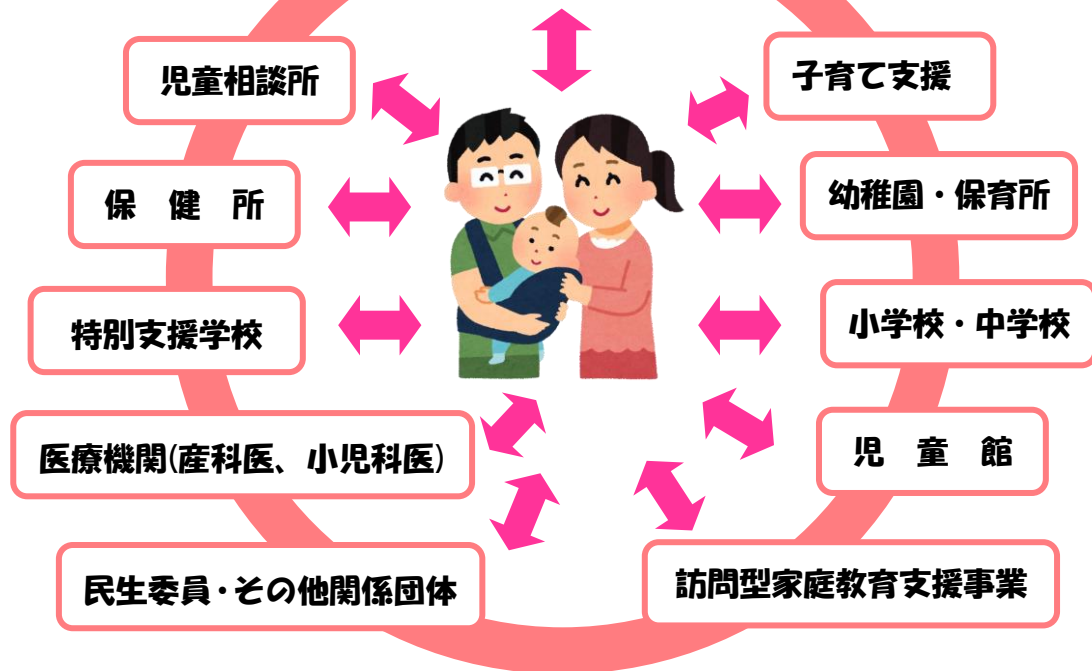 児童相談所
子育て支援
保　健　所
幼稚園・保育所
特別支援学校
小学校・中学校
医療機関(産科医、小児科医)
児　童　館
民生委員・その他関係団体
訪問型家庭教育支援事業